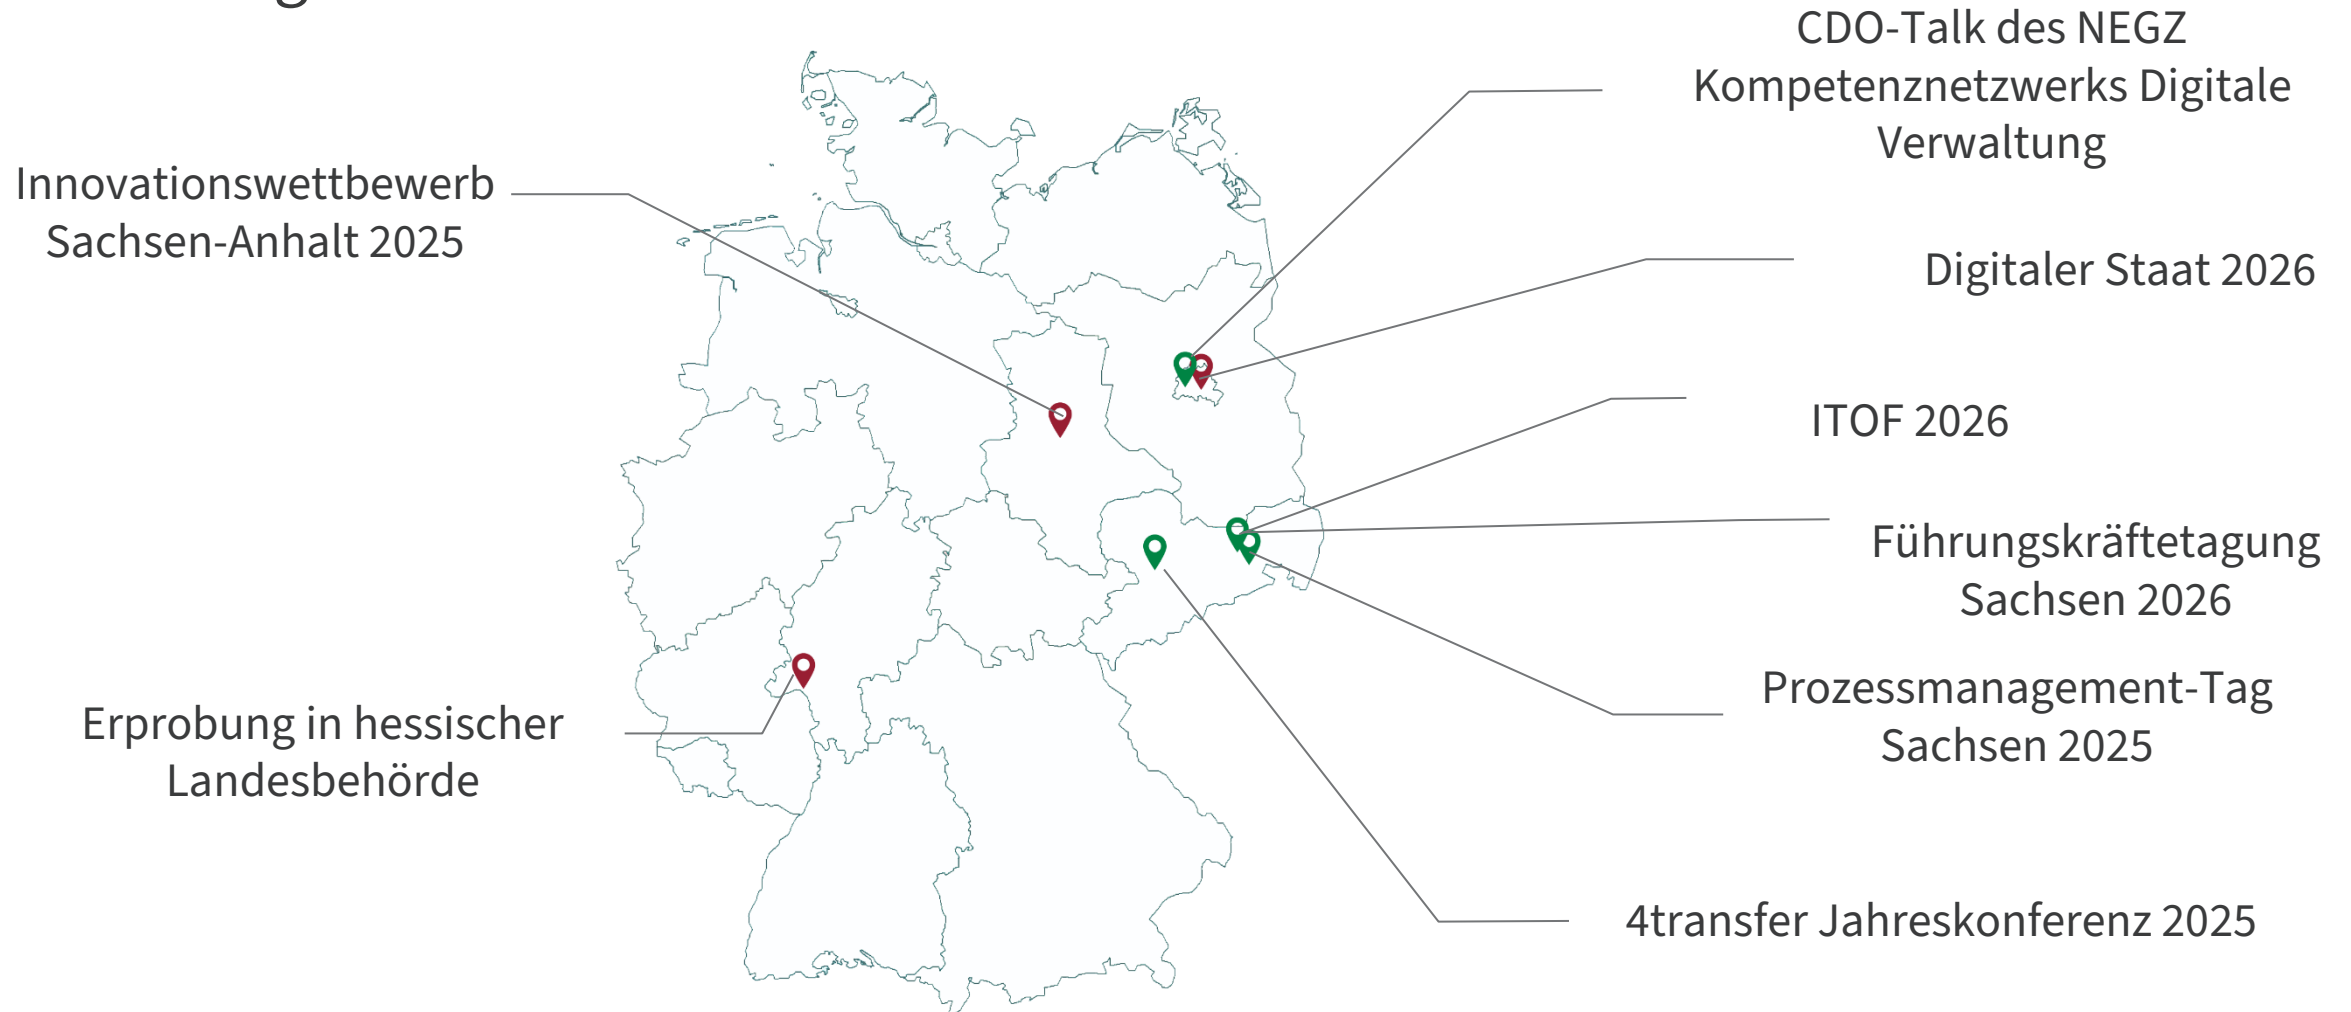 CDO-Talk des NEGZ
Kompetenznetzwerks Digitale
Verwaltung
Innovationswettbewerb
Sachsen-Anhalt 2025
Digitaler Staat 2026
ITOF 2026
Führungskräftetagung
Sachsen 2026
Prozessmanagement-Tag
Sachsen 2025
Erprobung in hessischer
Landesbehörde
4transfer Jahreskonferenz 2025